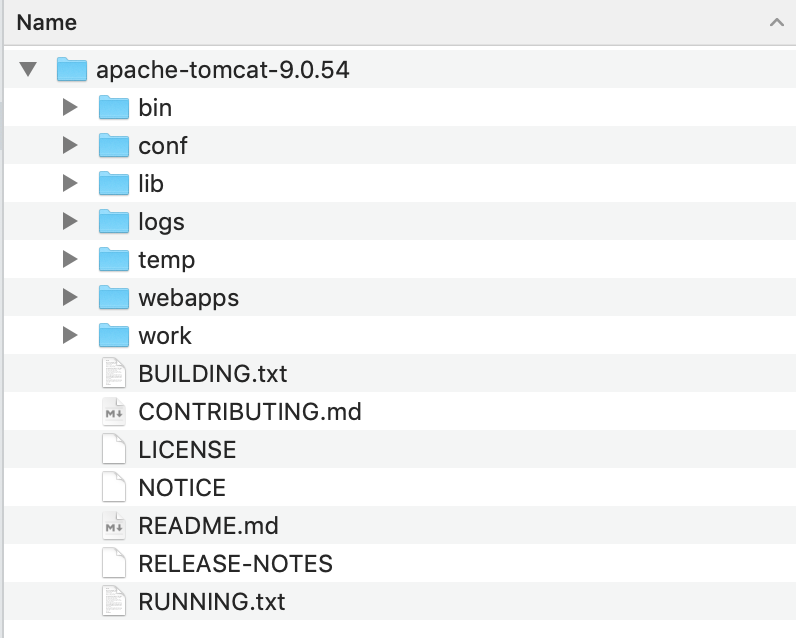 Name
apache-tomcat-9.0.54
bin
conf
lib
logs
temp
webapps
work
BUILDING.txt
CONTRIBUTING.md
LICENSE
NOTICE
README.md
RELEASE-NOTES
RUNNING.txt